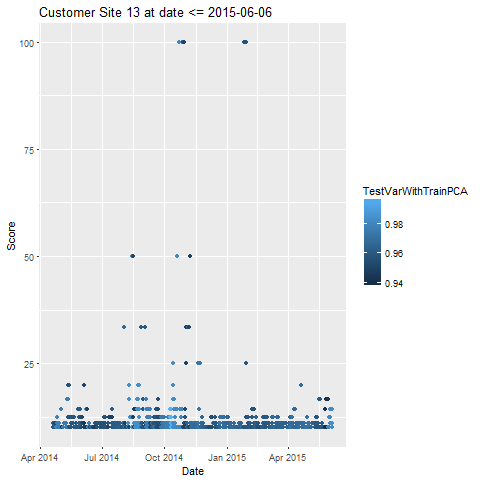 Customer Site 13 at date <= 2015-06-06
100
75
50
25
Score
Apr 2014 Jul 2014 Oct 2014 Jan 2015 Apr 2015
Date
TestVarWithTrainPCA
0.98
0.96
0.94